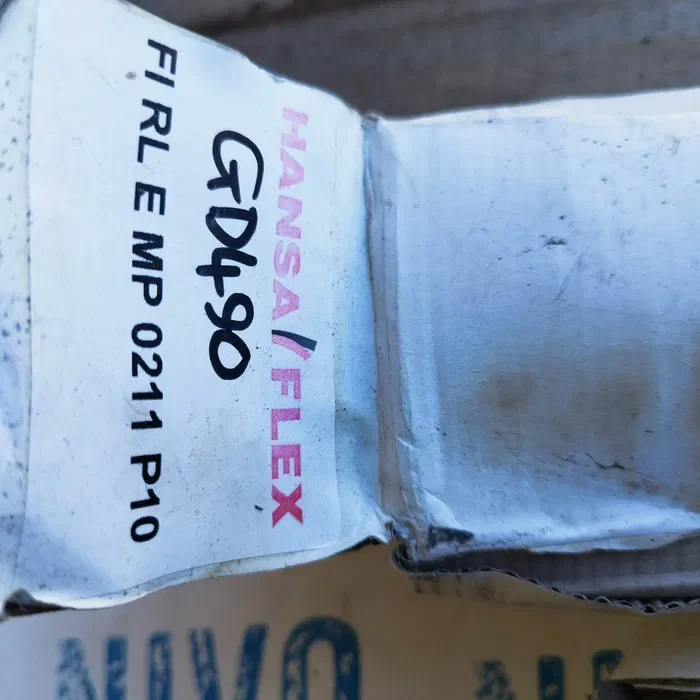 HANSA/FLEX
GD490
FI RL E MP 0211 P10